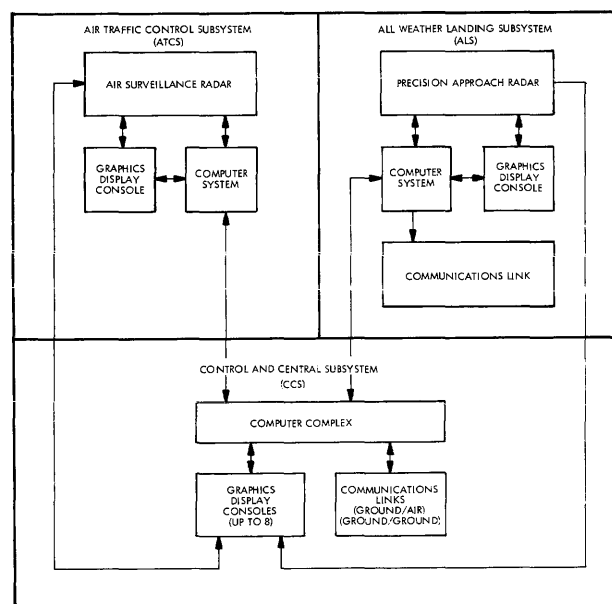 AIR TRAFFIC CONTROL SUBSYSTEM
(ATCS)
AIR SURVEILLANCE RADAR
GRAPHICS
DISPLAY
CONSOLE
COMPUTER
SYSTEM
ALL WEATHER LANDING SUBSYSTEM
(ALS)
PRECISION APPROACH RADAR
COMPUTER
SYSTEM
GRAPHICS
DISPLAY
CONSOLE
COMMUNICATIONS LINK
CONTROL AND CENTRAL SUBSYSTEM
(CCS)
COMPUTER COMPLEX
GRAPHICS
DISPLAY
CONSOLES
(UP TO 8)
COMMUNICATIONS
LINKS
(GROUND/AIR)
(GROUND/GROUND)